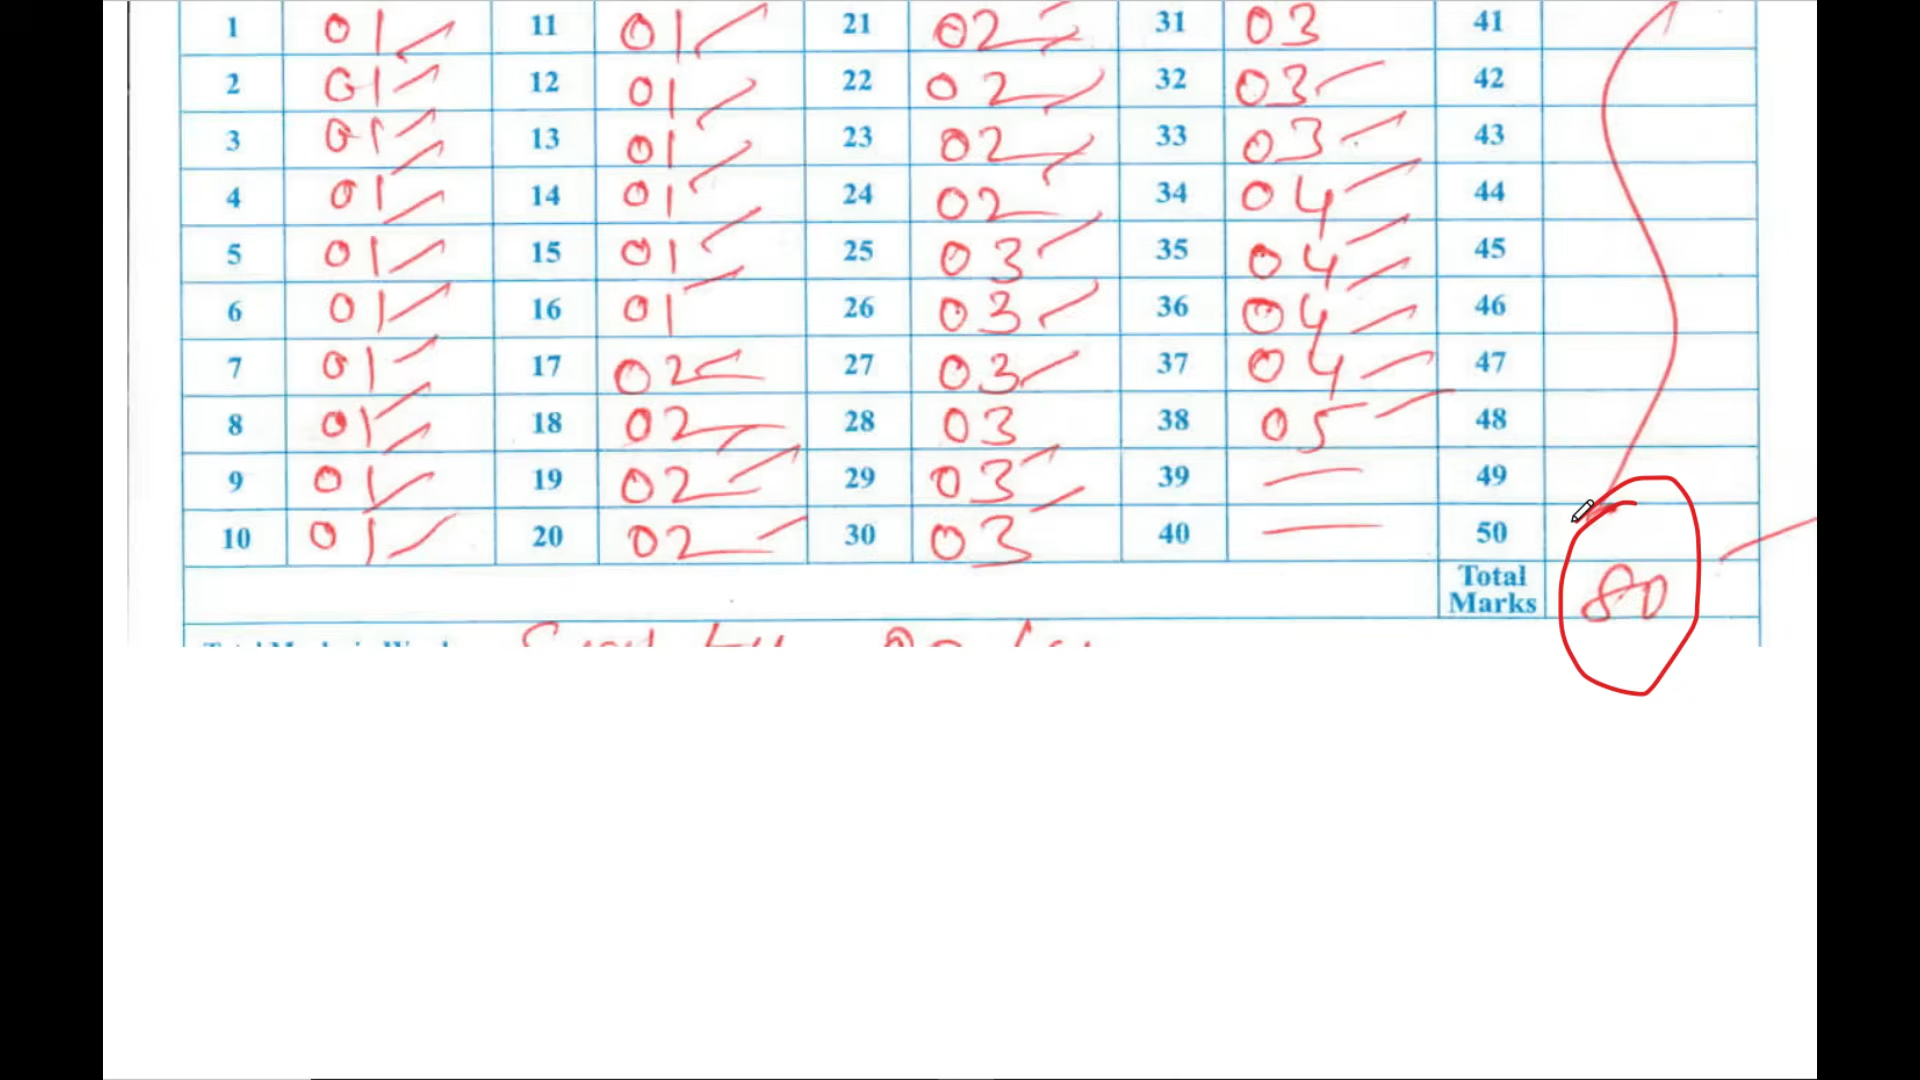 1 01 11 01 21 02 31 03 41
2 01 12 01 22 02 32 03 42
3 01 13 01 23 02 33 03 43
4 01 14 01 24 02 34 04 44
5 01 15 01 25 03 35 04 45
6 01 16 01 26 03 36 04 46
7 01 17 02 27 03 37 04 47
8 01 18 02 28 03 38 05 48
9 01 19 02 29 03 39 — 49
10 01 20 02 30 03 40 — 50
Total
Marks 80